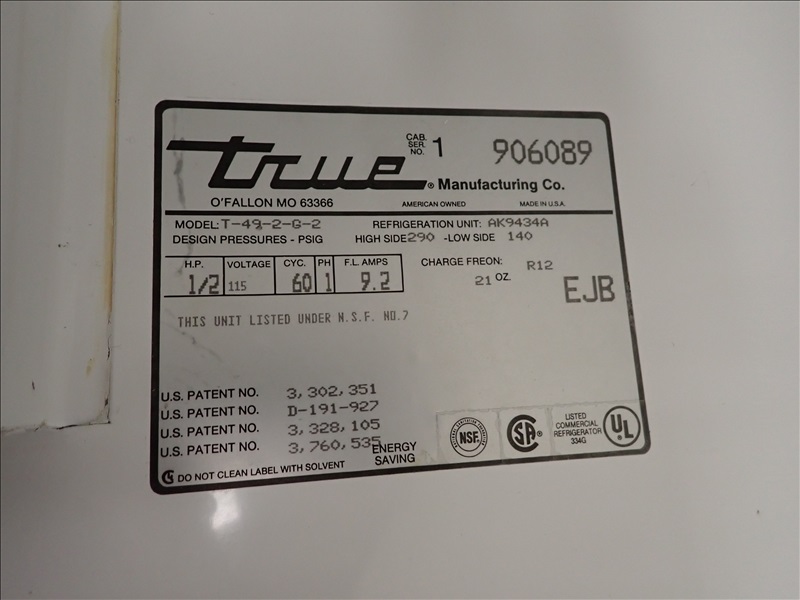 true® Manufacturing Co.
CAB. SER. NO. 1 906089
O'FALLON MO 63366 AMERICAN OWNED MADE IN U.S.A.
MODEL: T-49-2-G-2 REFRIGERATION UNIT: AK9434A
DESIGN PRESSURES - PSIG HIGH SIDE 290 -LOW SIDE 140
H.P. VOLTAGE CYC. PH F.L. AMPS CHARGE FREON: R12
1/2 115 60 1 9.2 21 OZ. EJB
THIS UNIT LISTED UNDER N.S.F. NO.7
U.S. PATENT NO. 3,302,351
U.S. PATENT NO. D-191-927
U.S. PATENT NO. 3,328,105
U.S. PATENT NO. 3,760,535
ENERGY SAVING
NSF.
SA®
LISTED
COMMERCIAL
REFRIGERATOR
334G
UL
DO NOT CLEAN LABEL WITH SOLVENT